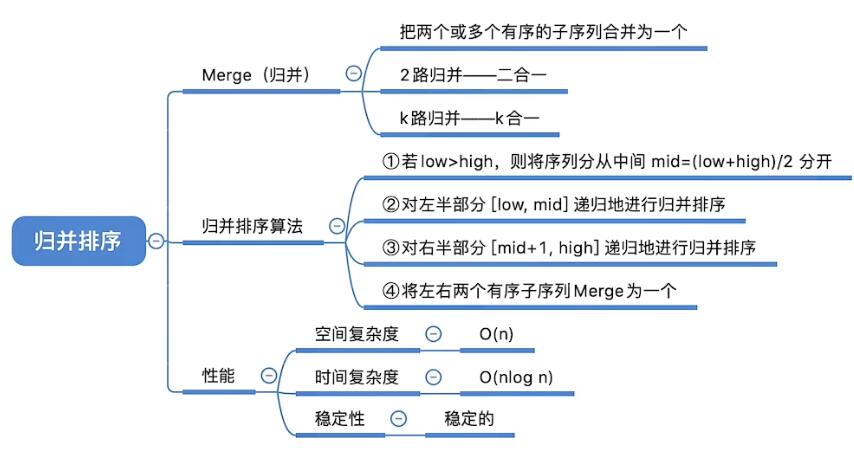 归并排序
Merge（归并）
把两个或多个有序的子序列合并为一个
2路归并——二合一
k路归并——k合一
归并排序算法
①若low>high，则将序列分从中间 mid=(low+high)/2 分开
②对左半部分 [low, mid] 递归地进行归并排序
③对右半部分 [mid+1, high] 递归地进行归并排序
④将左右两个有序子序列Merge为一个
性能
空间复杂度
O(n)
时间复杂度
O(nlog n)
稳定性
稳定的